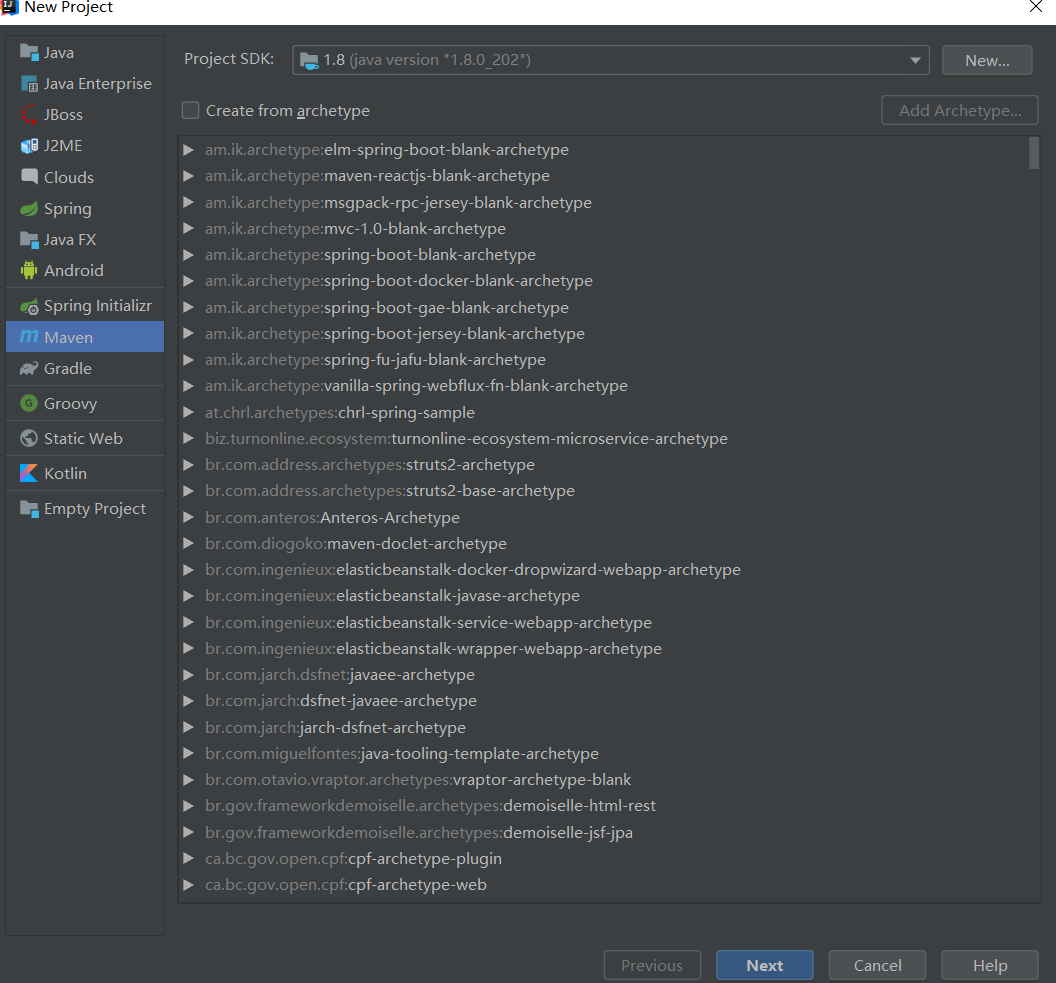 New Project
Java
Java Enterprise
JBoss
J2ME
Clouds
Spring
Java FX
Android
Spring Initializr
Maven
Gradle
Groovy
Static Web
Kotlin
Empty Project
Project SDK: 1.8 (java version "1.8.0_202") New...
Create from archetype Add Archetype...
am.ik.archetype:elm-spring-boot-blank-archetype
am.ik.archetype:maven-reactjs-blank-archetype
am.ik.archetype:msgpack-rpc-jersey-blank-archetype
am.ik.archetype:mvc-1.0-blank-archetype
am.ik.archetype:spring-boot-blank-archetype
am.ik.archetype:spring-boot-docker-blank-archetype
am.ik.archetype:spring-boot-gae-blank-archetype
am.ik.archetype:spring-boot-jersey-blank-archetype
am.ik.archetype:spring-fu-jafu-blank-archetype
am.ik.archetype:vanilla-spring-webflux-fn-blank-archetype
at.chrl.archetypes:chrl-spring-sample
biz.turnonline.ecosystem:turnonline-ecosystem-microservice-archetype
br.com.address.archetypes:struts2-archetype
br.com.address.archetypes:struts2-base-archetype
br.com.anteros:Anteros-Archetype
br.com.diogoko:maven-doclet-archetype
br.com.ingenieux:elasticbeanstalk-docker-dropwizard-webapp-archetype
br.com.ingenieux:elasticbeanstalk-javase-archetype
br.com.ingenieux:elasticbeanstalk-service-webapp-archetype
br.com.ingenieux:elasticbeanstalk-wrapper-webapp-archetype
br.com.jarch.dsfnet:javaee-archetype
br.com.jarch:dsfnet-javaee-archetype
br.com.jarch:jarch-dsfnet-archetype
br.com.miguelfontes:java-tooling-template-archetype
br.com.otavio.vraptor.archetypes:vraptor-archetype-blank
br.gov.frameworkdemoiselle.archetypes:demoiselle-html-rest
br.gov.frameworkdemoiselle.archetypes:demoiselle-jsf-jpa
ca.bc.gov.open.cpf:cpf-archetype-plugin
ca.bc.gov.open.cpf:cpf-archetype-web
Previous Next Cancel Help